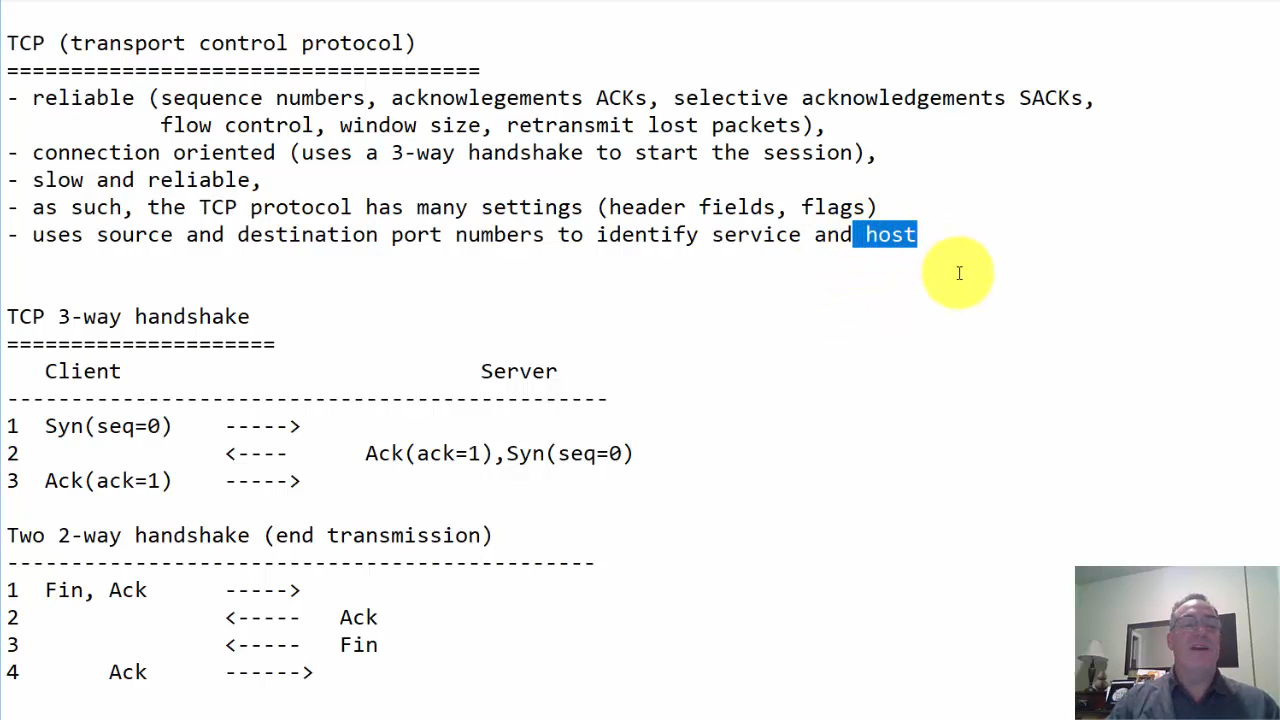 TCP (transport control protocol)
=====================================
- reliable (sequence numbers, acknowlegements ACKs, selective acknowledgements SACKs,
flow control, window size, retransmit lost packets),
- connection oriented (uses a 3-way handshake to start the session),
- slow and reliable,
- as such, the TCP protocol has many settings (header fields, flags)
- uses source and destination port numbers to identify service and host
TCP 3-way handshake
=====================
Client Server
-----------------------------------------------
1 Syn(seq=0) ----->
2 <---- Ack(ack=1),Syn(seq=0)
3 Ack(ack=1) ----->
Two 2-way handshake (end transmission)
----------------------------------------------
1 Fin, Ack ----->
2 <----- Ack
3 <----- Fin
4 Ack ------>